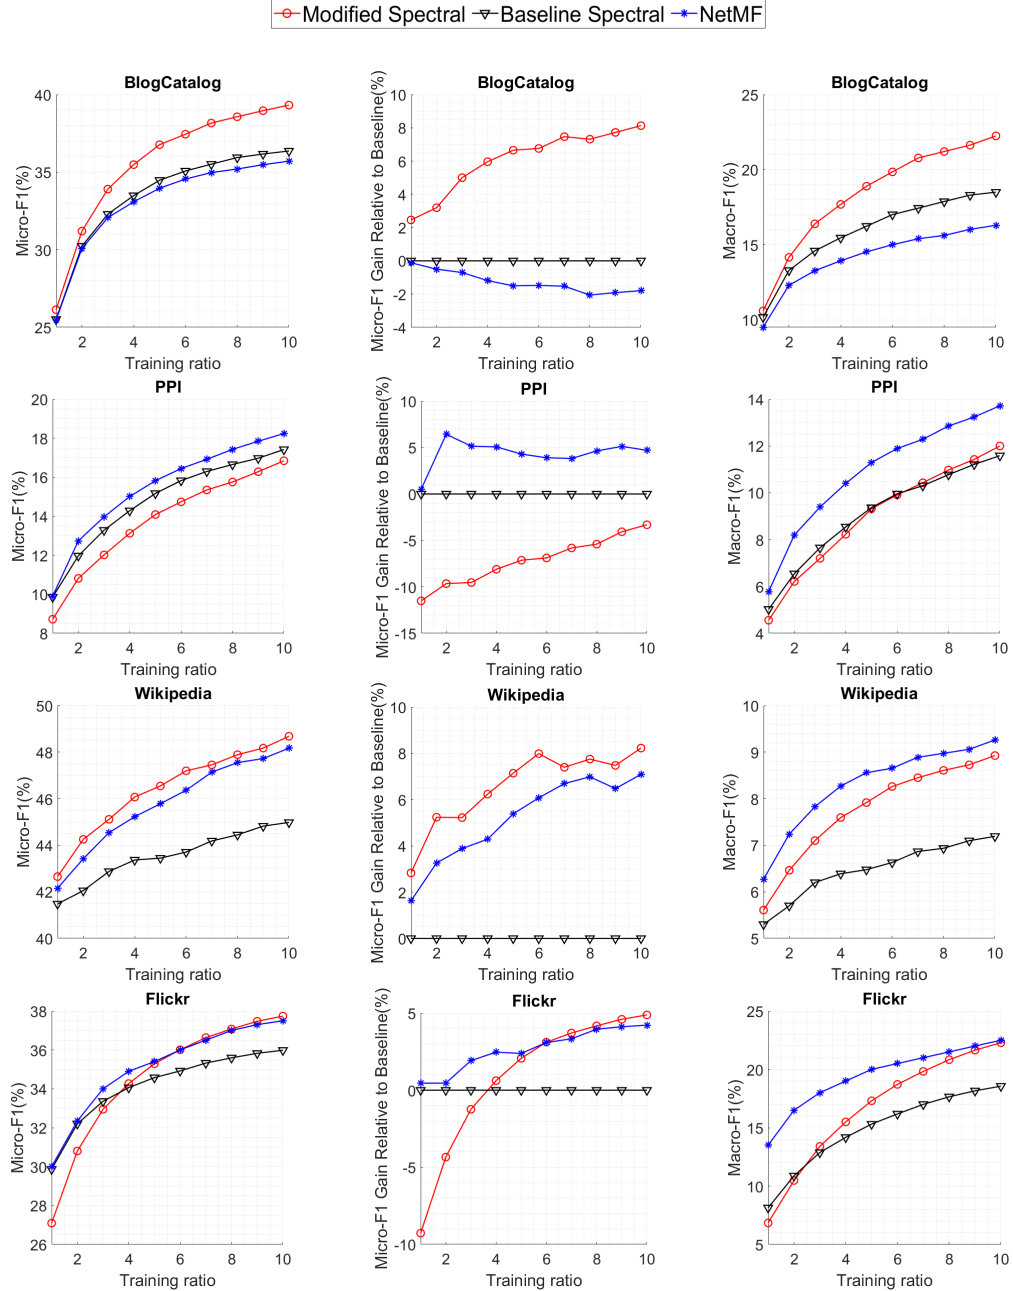 Modified Spectral Baseline Spectral NetMF
BlogCatalog
Micro-F1(%)
40
35
30
25
2 4 6 8 10
Training ratio
BlogCatalog
Micro-F1 Gain Relative to Baseline(%)
10
8
6
4
2
0
-2
-4
2 4 6 8 10
Training ratio
BlogCatalog
Macro-F1(%)
25
20
15
10
2 4 6 8 10
Training ratio
PPI
Micro-F1(%)
20
18
16
14
12
10
8
2 4 6 8 10
Training ratio
PPI
Micro-F1 Gain Relative to Baseline(%)
10
5
0
-5
-10
-15
2 4 6 8 10
Training ratio
PPI
Macro-F1(%)
14
12
10
8
6
4
2 4 6 8 10
Training ratio
Wikipedia
Micro-F1(%)
50
48
46
44
42
40
2 4 6 8 10
Training ratio
Wikipedia
Micro-F1 Gain Relative to Baseline(%)
10
8
6
4
2
0
2 4 6 8 10
Training ratio
Wikipedia
Macro-F1(%)
10
9
8
7
6
5
2 4 6 8 10
Training ratio
Flickr
Micro-F1(%)
38
36
34
32
30
28
26
2 4 6 8 10
Training ratio
Flickr
Micro-F1 Gain Relative to Baseline(%)
5
0
-5
-10
2 4 6 8 10
Training ratio
Flickr
Macro-F1(%)
25
20
15
10
5
2 4 6 8 10
Training ratio